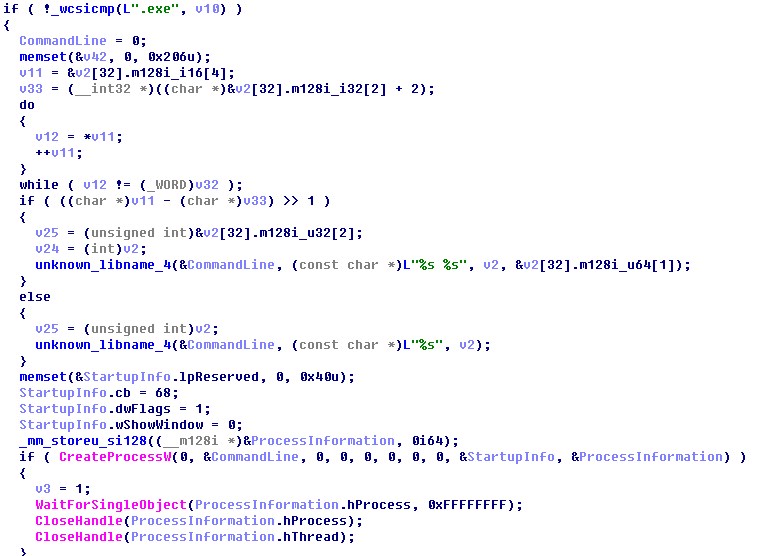 if ( !_wcsicmp(L".exe", v10) )
{
CommandLine = 0;
memset(&v42, 0, 0x206u);
v11 = &v2[32].m128i_i16[4];
v33 = (__int32 *)((char *)&v2[32].m128i_i32[2] + 2);
do
{
v12 = *v11;
++v11;
}
while ( v12 != (_WORD)v32 );
if ( ((char *)v11 - (char *)v33) >> 1 )
{
v25 = (unsigned int)&v2[32].m128i_u32[2];
v24 = (int)v2;
unknown_libname_4(&CommandLine, (const char *)L"%s %s", v2, &v2[32].m128i_u64[1]);
}
else
{
v25 = (unsigned int)v2;
unknown_libname_4(&CommandLine, (const char *)L"%s", v2);
}
memset(&StartupInfo.lpReserved, 0, 0x40u);
StartupInfo.cb = 68;
StartupInfo.dwFlags = 1;
StartupInfo.wShowWindow = 0;
_mm_storeu_si128((__m128i *)&ProcessInformation, 0i64);
if ( CreateProcessW(0, &CommandLine, 0, 0, 0, 0, 0, 0, &StartupInfo, &ProcessInformation) )
{
v3 = 1;
WaitForSingleObject(ProcessInformation.hProcess, 0xFFFFFFFF);
CloseHandle(ProcessInformation.hProcess);
CloseHandle(ProcessInformation.hThread);
}